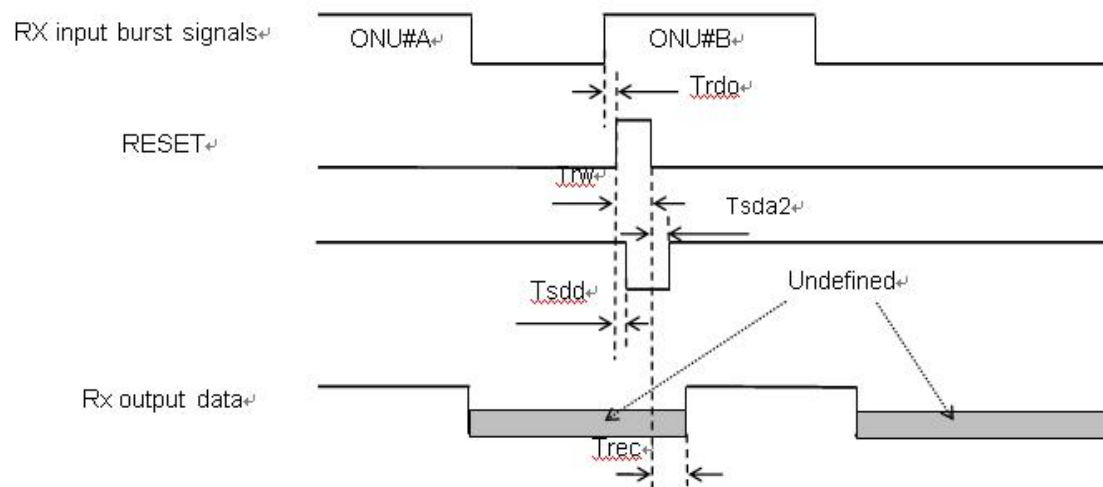 RX input burst signals↵
ONU#A↵
ONU#B↵
Trdo↵
RESET↵
Trw↵
Tsda2↵
Tsdd↵
Undefined↵
Rx output data↵
Trec↵